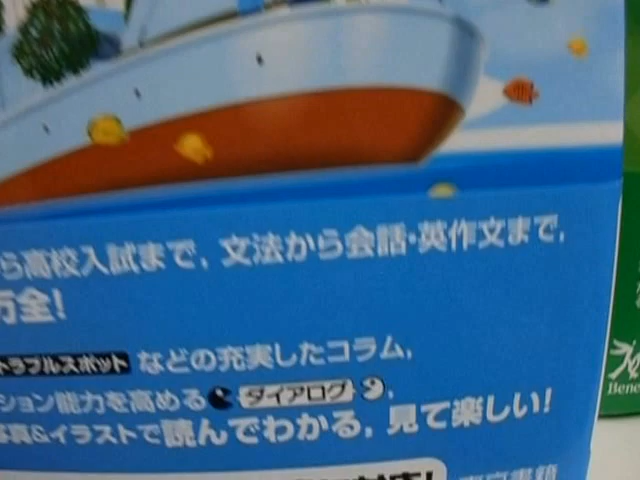 ら高校入試まで，文法から会話・英作文まで，
万全！
トラブルスポット などの充実したコラム，
ション能力を高める ダイアログ，
写真&イラストで読んでわかる，見て楽しい！
Bene